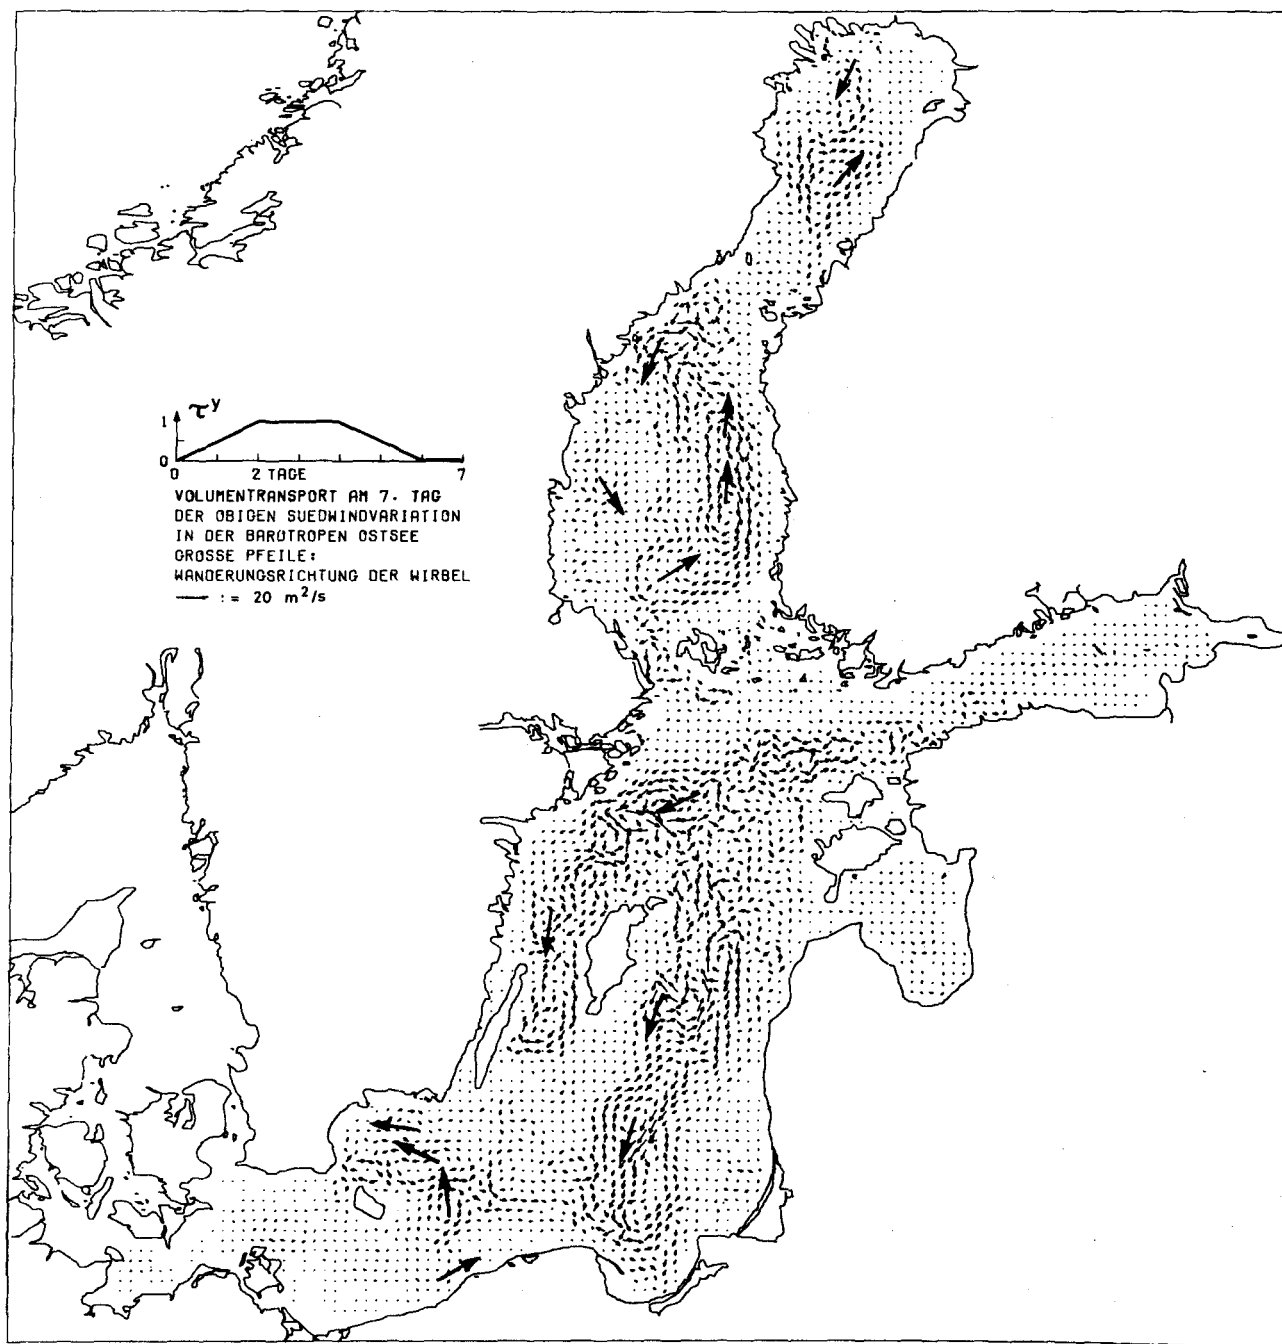 τʸ
1
0
0 2 TAGE 7
VOLUMENTRANSPORT AM 7. TAG
DER OBIGEN SUEDWINDVARIATION
IN DER BAROTROPEN OSTSEE
GROSSE PFEILE:
WANDERUNGSRICHTUNG DER WIRBEL
— := 20 m²/s